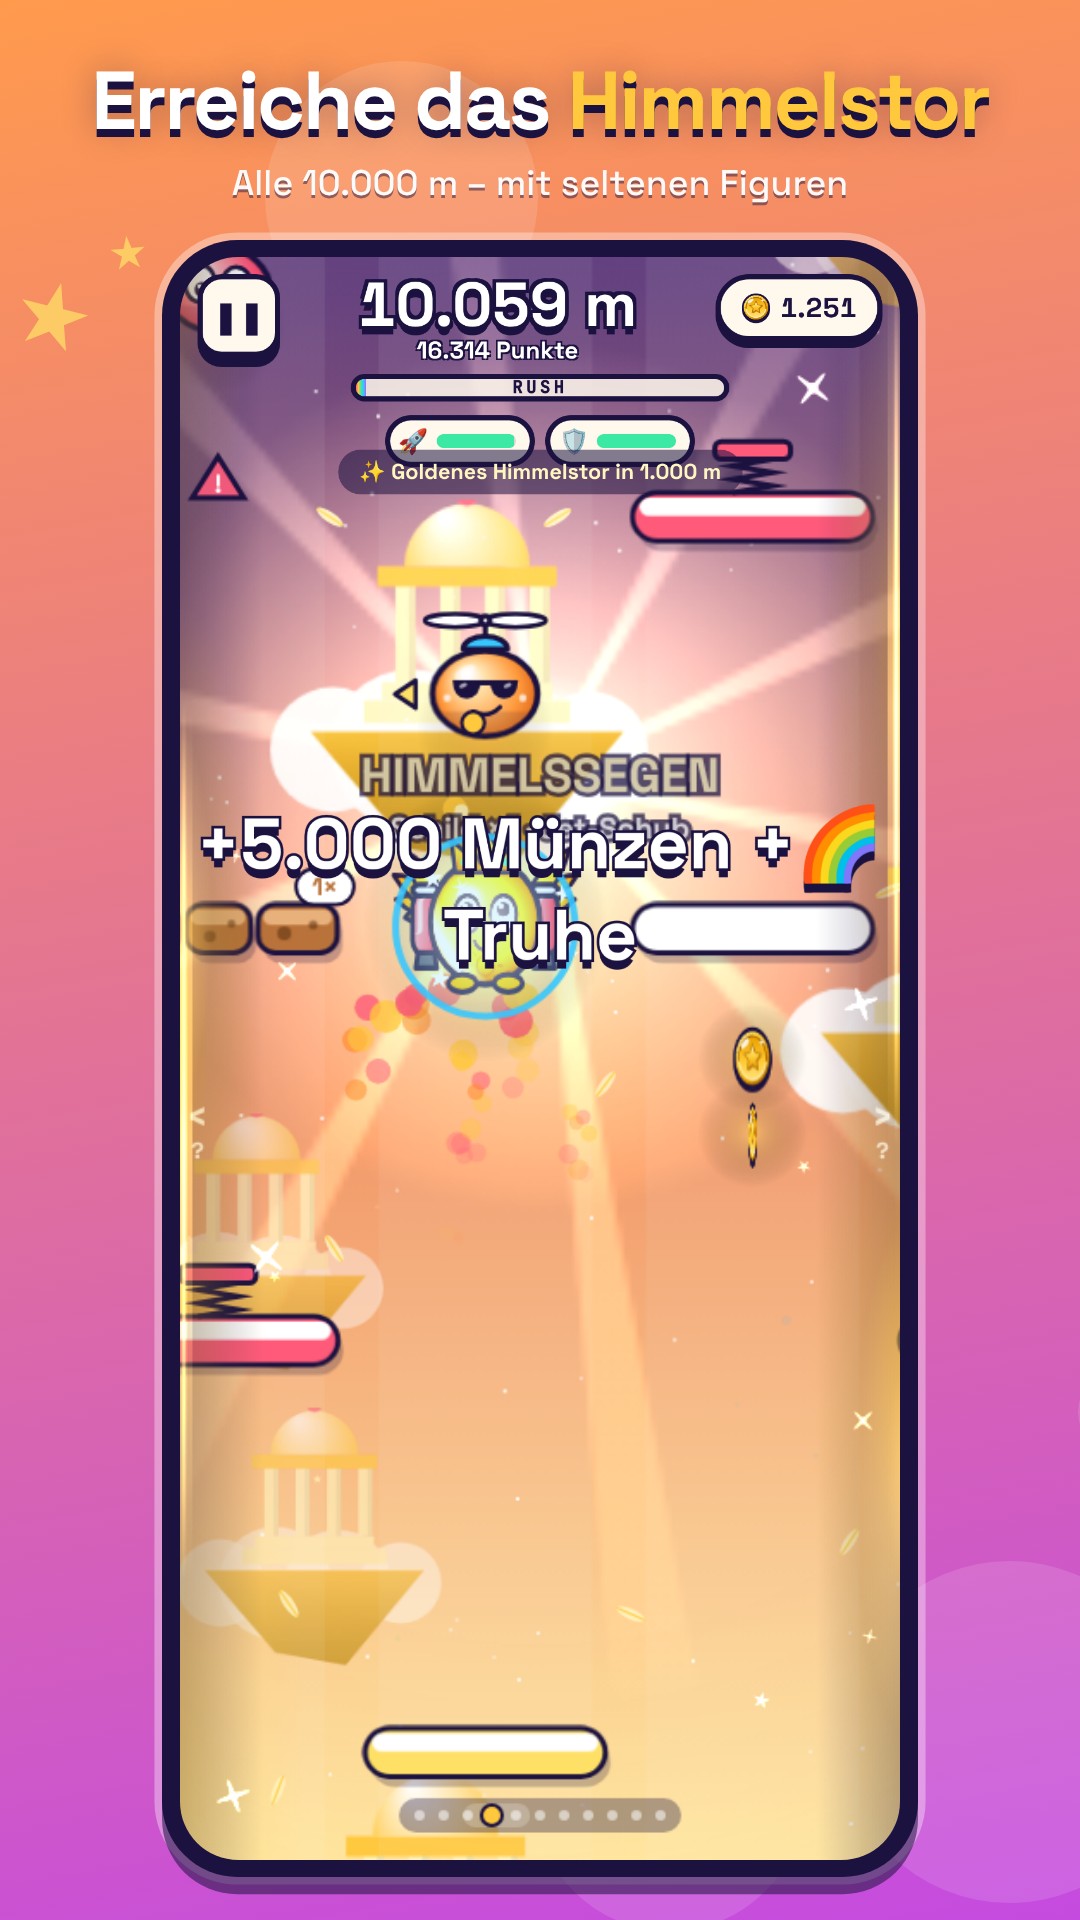 Erreiche das Himmelstor
Alle 10.000 m – mit seltenen Figuren
10.059 m
16.314 Punkte
1.251
RUSH
✨ Goldenes Himmelstor in 1.000 m
!
HIMMELSSEGEN
+5.000 Münzen + 🌈
Truhe
1×
< >
? ?